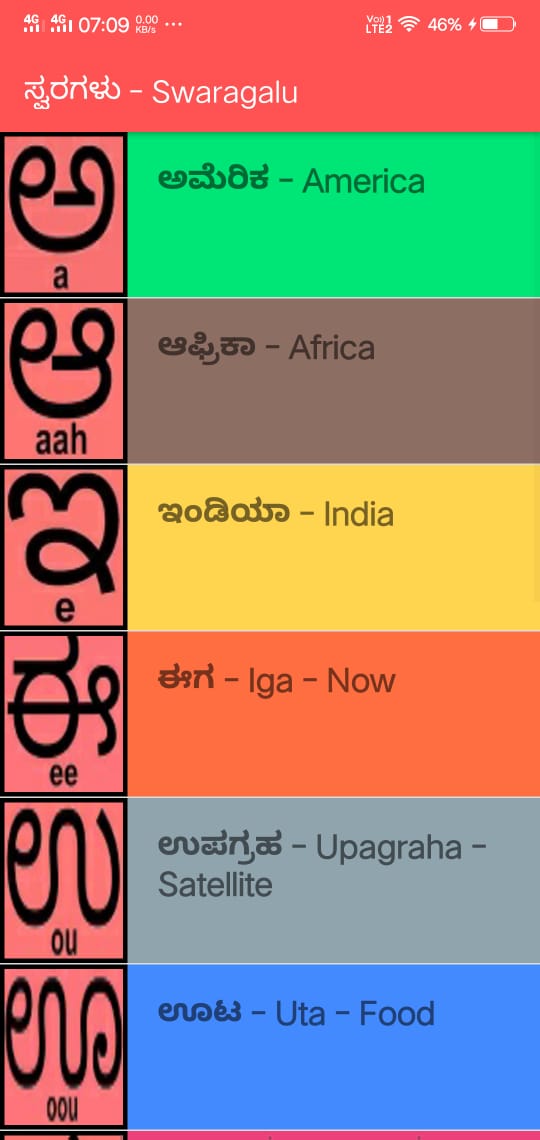 4G 4G 07:09 0.00 KB/s ... Vo)) 1 LTE2 46%
ಸ್ವರಗಳು - Swaragalu
ಅ
a
ಅಮೆರಿಕ - America
ಆ
aah
ಆಫ್ರಿಕಾ - Africa
ಇ
e
ಇಂಡಿಯಾ - India
ಈ
ee
ಈಗ - Iga - Now
ಉ
ou
ಉಪಗ್ರಹ - Upagraha -
Satellite
ಊ
oou
ಊಟ - Uta - Food